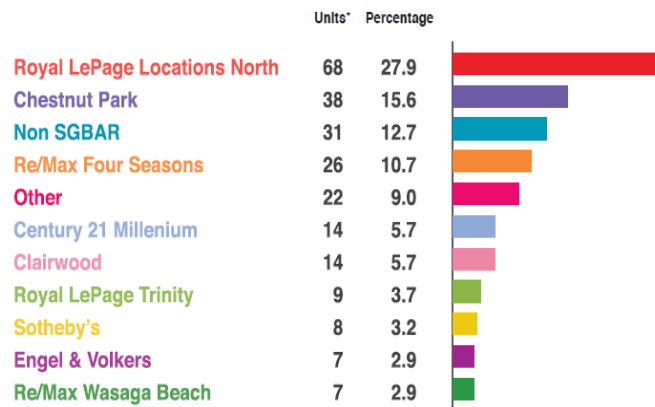 Units* Percentage
Royal LePage Locations North 68 27.9
Chestnut Park 38 15.6
Non SGBAR 31 12.7
Re/Max Four Seasons 26 10.7
Other 22 9.0
Century 21 Millenium 14 5.7
Clairwood 14 5.7
Royal LePage Trinity 9 3.7
Sotheby's 8 3.2
Engel & Volkers 7 2.9
Re/Max Wasaga Beach 7 2.9